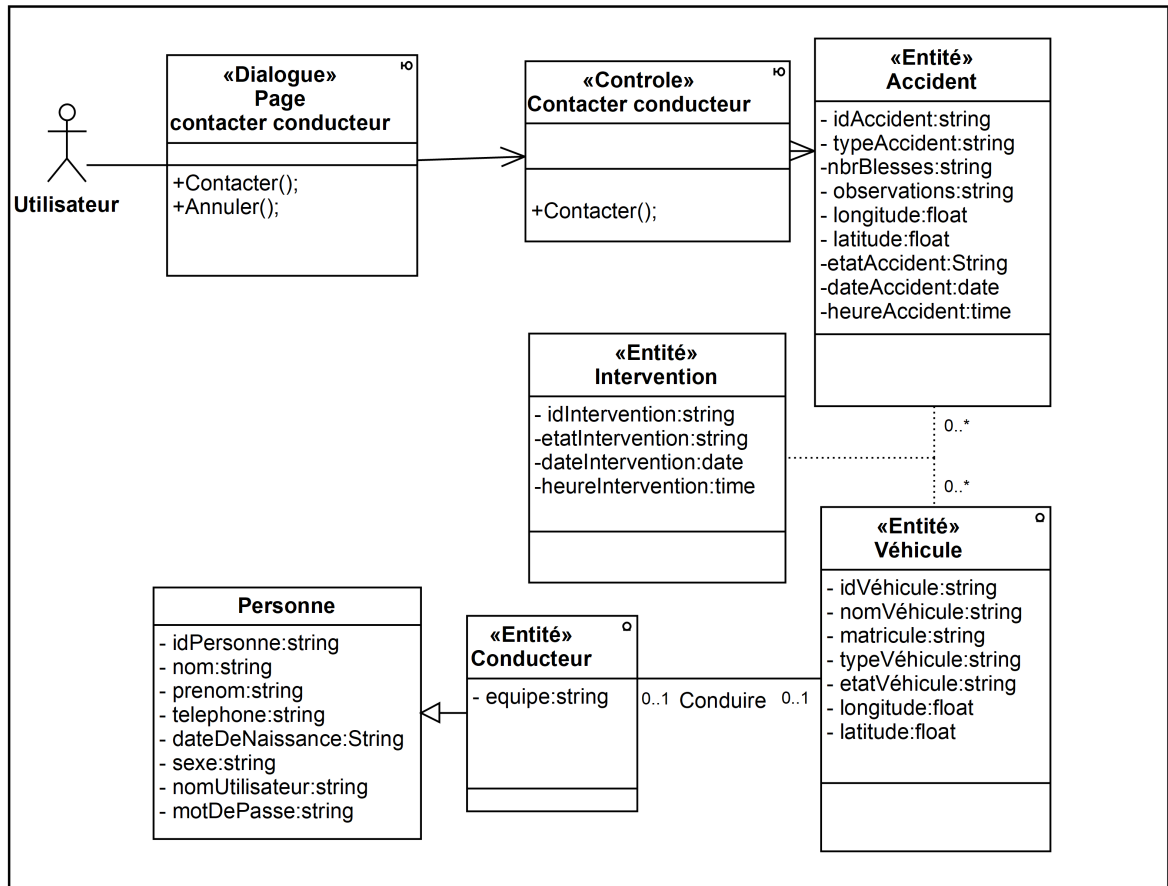 Utilisateur
«Dialogue»
Page
contacter conducteur
+Contacter();
+Annuler();
«Controle»
Contacter conducteur
+Contacter();
«Entité»
Accident
- idAccident:string
- typeAccident:string
-nbrBlesses:string
- observations:string
- longitude:float
- latitude:float
-etatAccident:String
-dateAccident:date
-heureAccident:time
«Entité»
Intervention
- idIntervention:string
-etatIntervention:string
-dateIntervention:date
-heureIntervention:time
0..*
0..*
«Entité»
Véhicule
- idVéhicule:string
- nomVéhicule:string
- matricule:string
- typeVéhicule:string
- etatVéhicule:string
- longitude:float
- latitude:float
Personne
- idPersonne:string
- nom:string
- prenom:string
- telephone:string
- dateDeNaissance:String
- sexe:string
- nomUtilisateur:string
- motDePasse:string
«Entité»
Conducteur
- equipe:string
0..1 Conduire 0..1